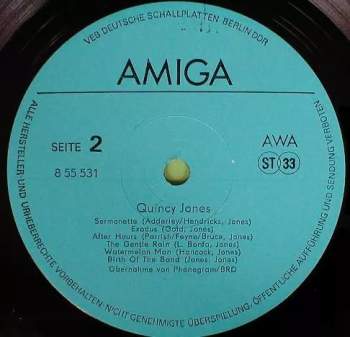 VEB DEUTSCHE SCHALLPLATTEN BERLIN DDR
AMIGA
SEITE 2
8 55 531
AWA
ST 33
Quincy Jones
Sermonette (Adderley/Hendricks, Jones)
Exodus (Gold, Jones)
After Hours (Parrish/Feyne/Bruce, Jones)
The Gentle Rain (L. Bonfa, Jones)
Watermelon Man (Hancock, Jones)
Birth Of The Band (Jones, Jones)
Übernahme von Phonogram/BRD
ALLE HERSTELLER- UND URHEBERRECHTE VORBEHALTEN. NICHT GENEHMIGTE ÜBERSPIELUNG, ÖFFENTLICHE AUFFÜHRUNG UND SENDUNG VERBOTEN